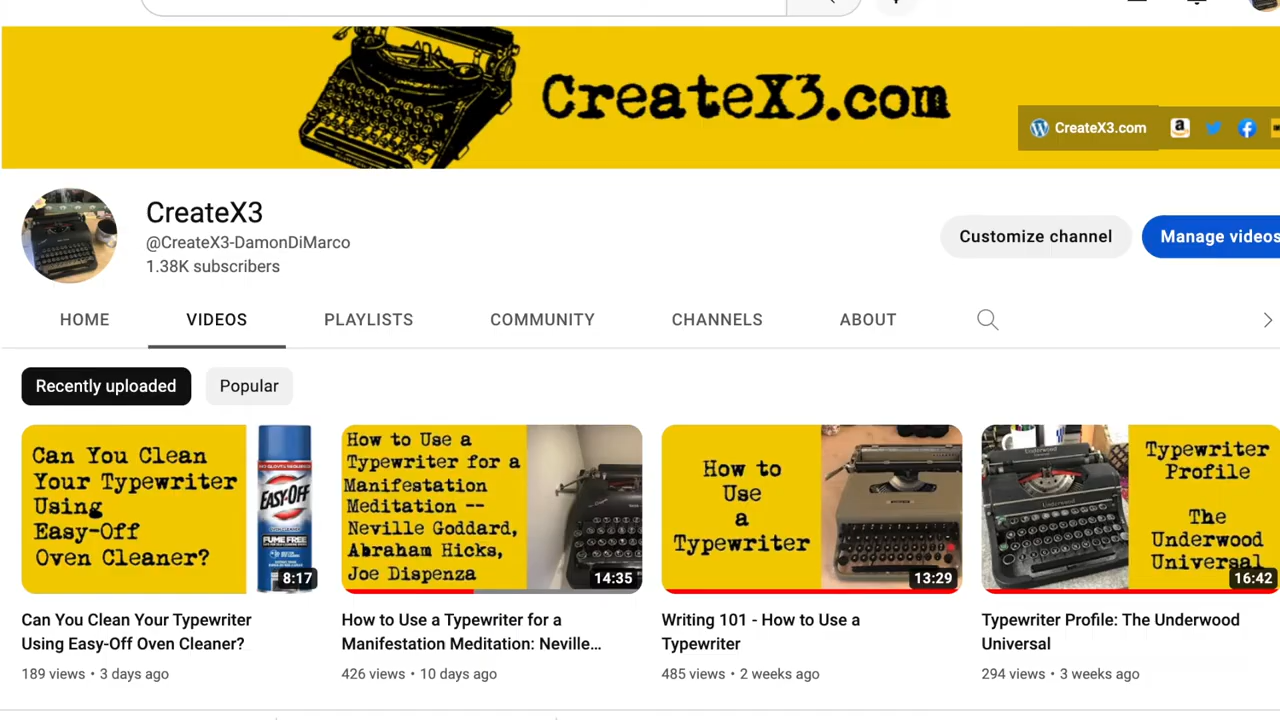 CreateX3.com
CreateX3.com
CreateX3
@CreateX3-DamonDiMarco
1.38K subscribers
Customize channel
Manage videos
HOME
VIDEOS
PLAYLISTS
COMMUNITY
CHANNELS
ABOUT
Recently uploaded
Popular
Can You Clean
Your Typewriter
Using
Easy-Off
Oven Cleaner?
EASY-OFF
FUME FREE
8:17
How to Use a
Typewriter for a
Manifestation
Meditation --
Neville Goddard,
Abraham Hicks,
Joe Dispenza
14:35
How to
Use
a
Typewriter
13:29
Underwood
Typewriter
Profile
The
Underwood
Universal
16:42
Can You Clean Your Typewriter
Using Easy-Off Oven Cleaner?
189 views • 3 days ago
How to Use a Typewriter for a
Manifestation Meditation: Neville...
426 views • 10 days ago
Writing 101 - How to Use a
Typewriter
485 views • 2 weeks ago
Typewriter Profile: The Underwood
Universal
294 views • 3 weeks ago